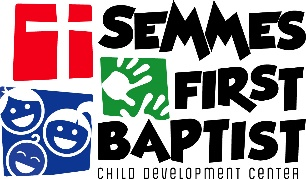 SEMMES
FIRST
BAPTIST
CHILD DEVELOPMENT CENTER